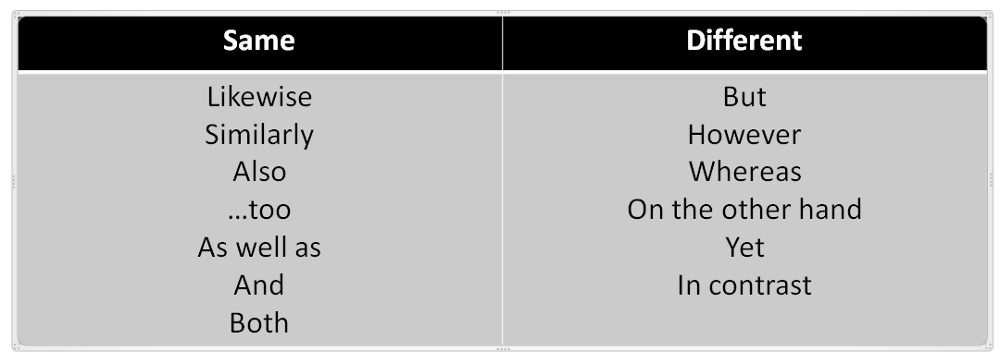 Same
Different
Likewise
Similarly
Also
...too
As well as
And
Both
But
However
Whereas
On the other hand
Yet
In contrast